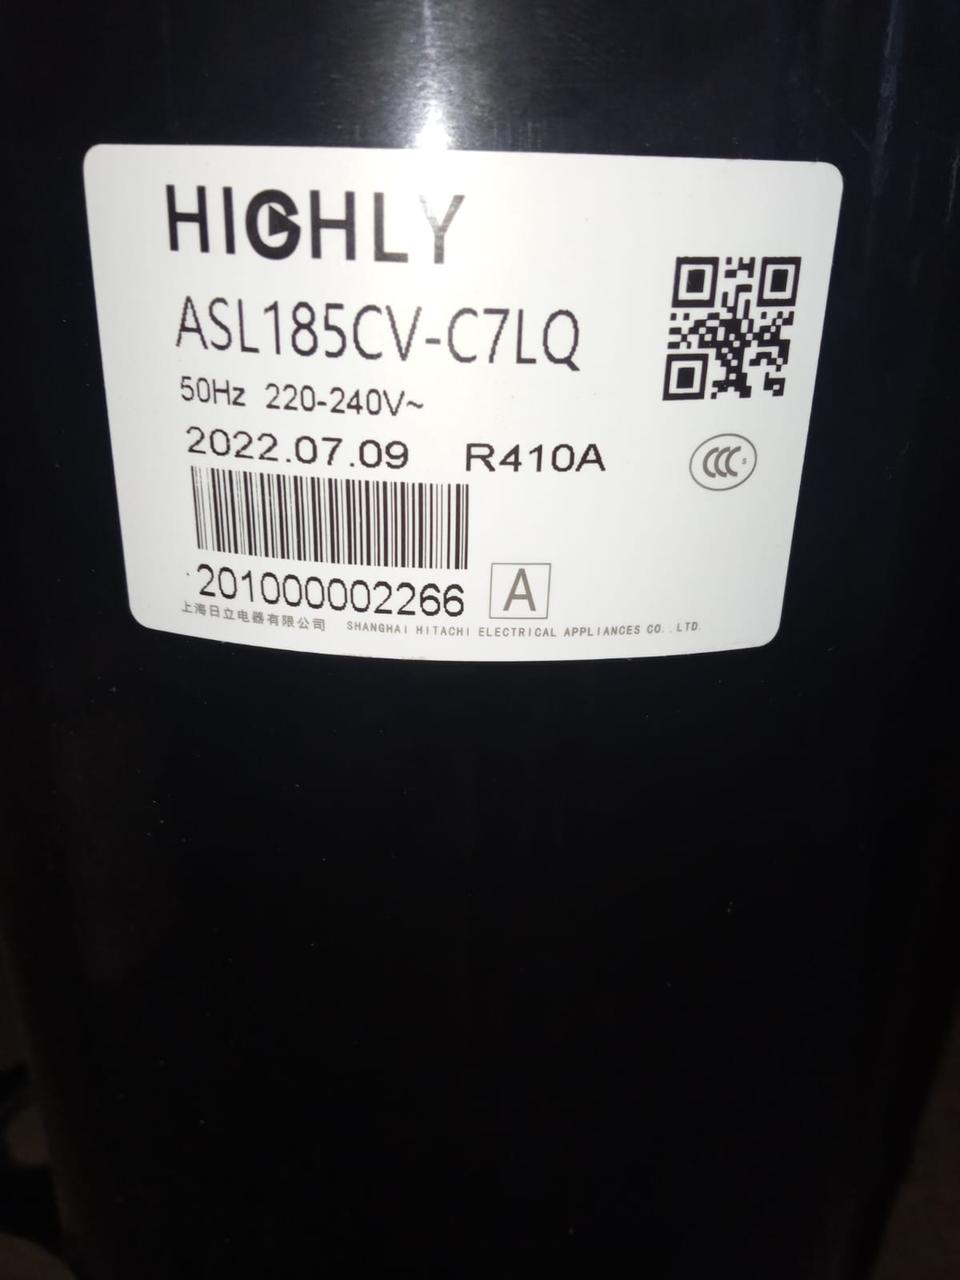 HIGHLY
ASL185CV-C7LQ
50Hz 220-240V~
2022.07.09 R410A
CCC S
201000002266 A
上海日立电器有限公司 SHANGHAI HITACHI ELECTRICAL APPLIANCES CO., LTD.